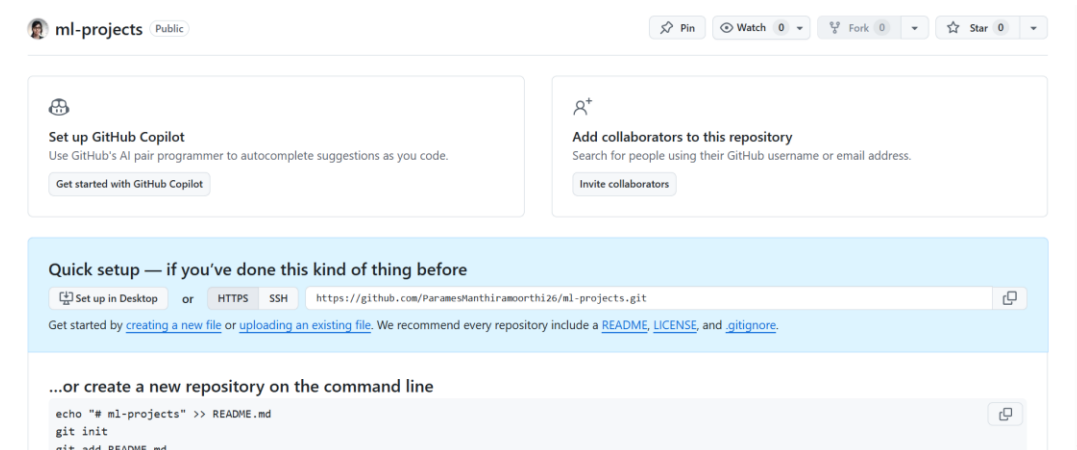 ml-projects Public Pin Watch 0 Fork 0 Star 0
Set up GitHub Copilot
Use GitHub's AI pair programmer to autocomplete suggestions as you code.
Get started with GitHub Copilot
Add collaborators to this repository
Search for people using their GitHub username or email address.
Invite collaborators
Quick setup — if you've done this kind of thing before
Set up in Desktop or HTTPS SSH https://github.com/ParamesManthiramoorthi26/ml-projects.git
Get started by creating a new file or uploading an existing file. We recommend every repository include a README, LICENSE, and .gitignore.
...or create a new repository on the command line
echo "# ml-projects" >> README.md
git init
git add README.md